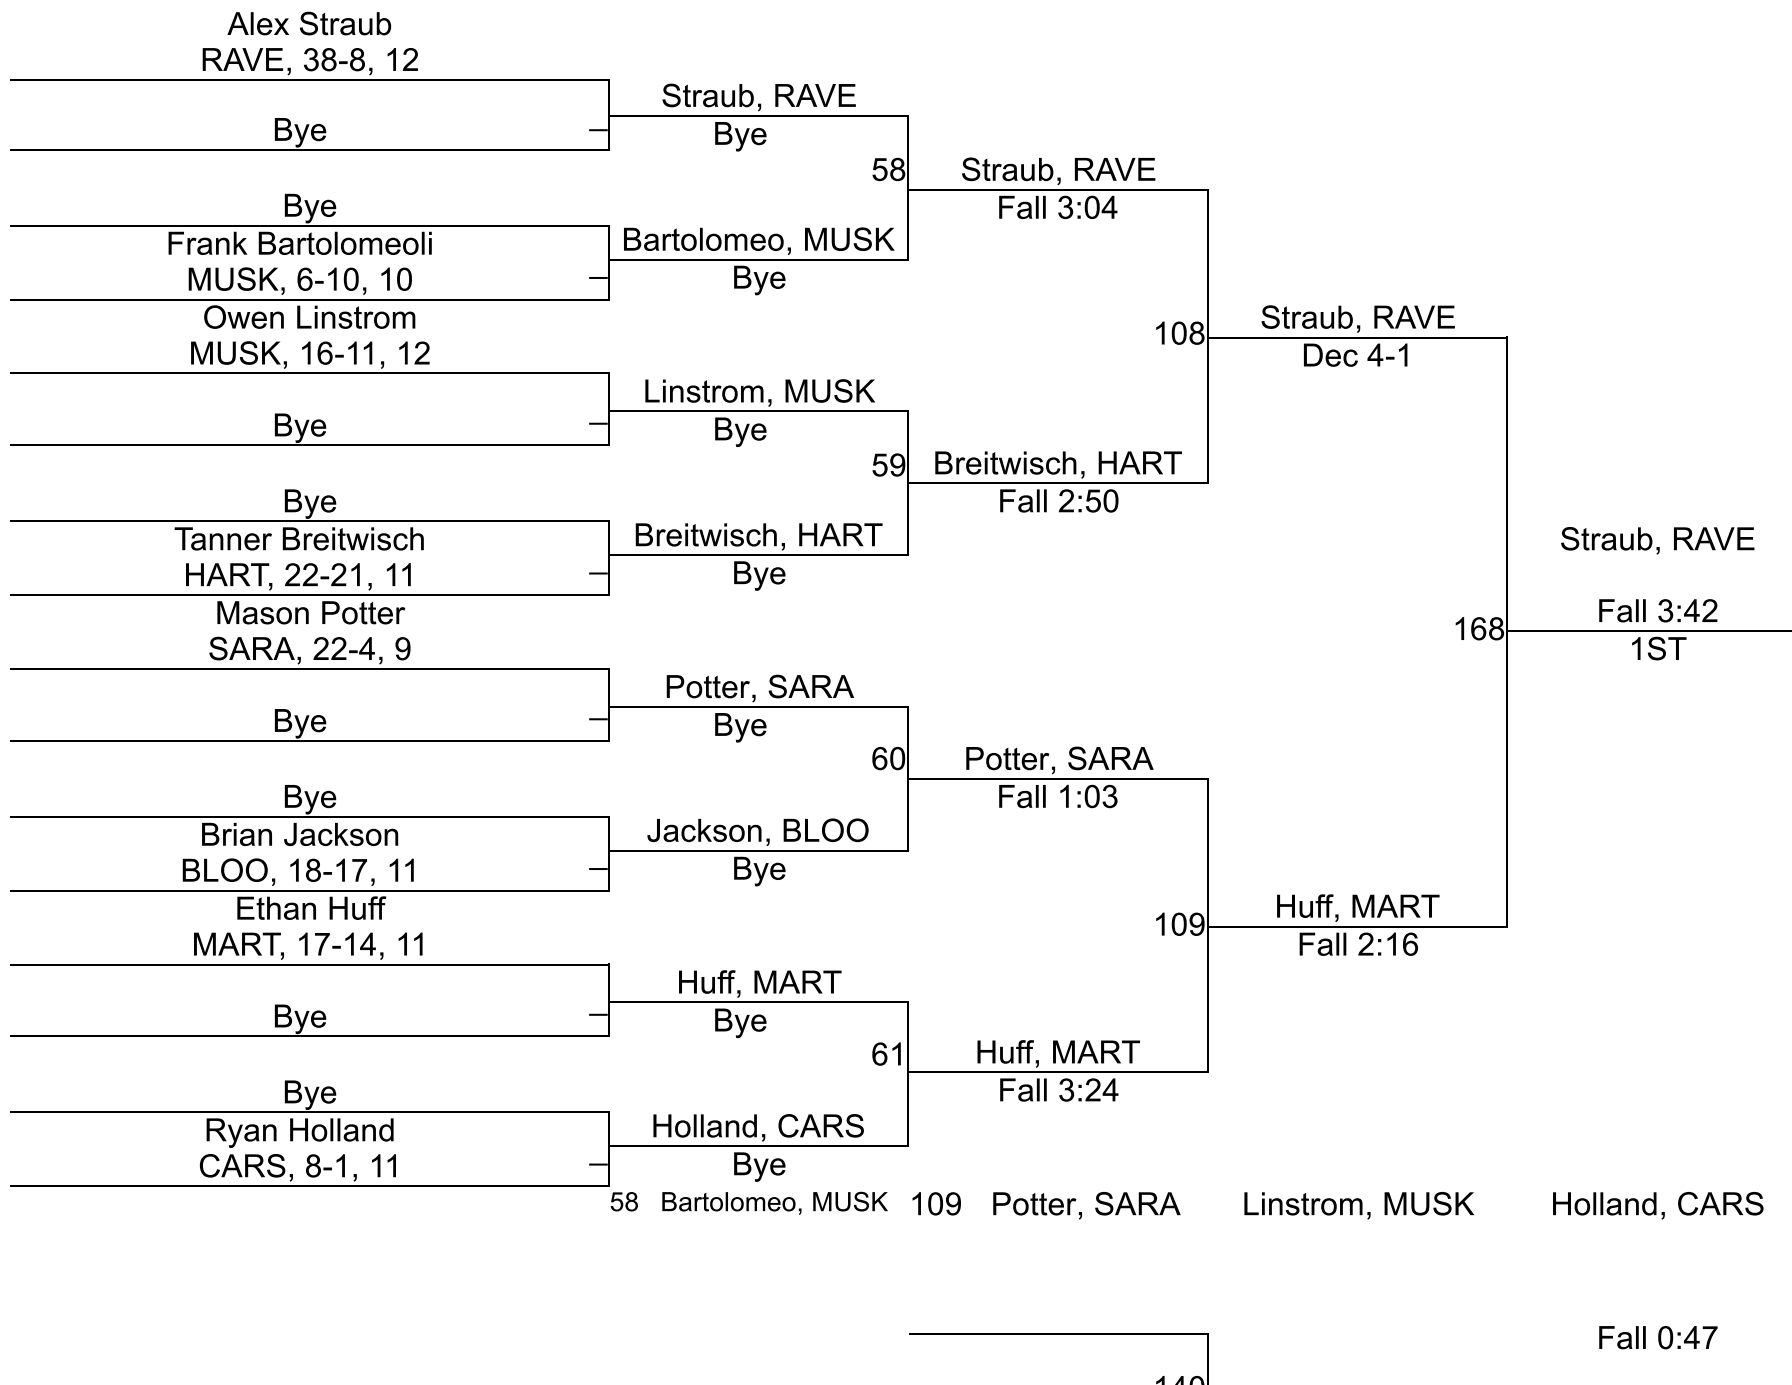 Alex Straub
RAVE, 38-8, 12
Straub, RAVE
Bye
Bye
58
Straub, RAVE
Fall 3:04
Bye
Frank Bartolomeoli
MUSK, 6-10, 10
Bartolomeo, MUSK
Bye
Owen Linstrom
MUSK, 16-11, 12
108
Straub, RAVE
Dec 4-1
Linstrom, MUSK
Bye
Bye
59
Breitwisch, HART
Fall 2:50
Bye
Tanner Breitwisch
HART, 22-21, 11
Breitwisch, HART
Bye
Straub, RAVE
Fall 3:42
168
1ST
Mason Potter
SARA, 22-4, 9
Potter, SARA
Bye
Bye
60
Potter, SARA
Fall 1:03
Bye
Brian Jackson
BLOO, 18-17, 11
Jackson, BLOO
Bye
Ethan Huff
MART, 17-14, 11
109
Huff, MART
Fall 2:16
Huff, MART
Bye
Bye
61
Huff, MART
Fall 3:24
Bye
Ryan Holland
CARS, 8-1, 11
Holland, CARS
Bye
58 Bartolomeo, MUSK 109 Potter, SARA Linstrom, MUSK Holland, CARS
Fall 0:47